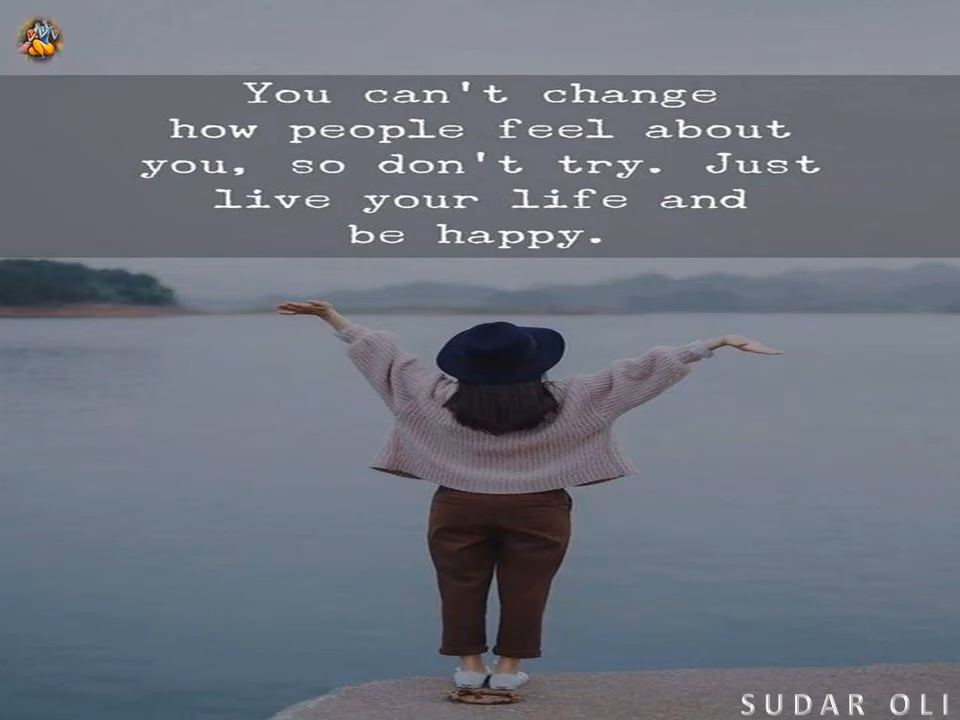 You can't change
how people feel about
you, so don't try. Just
live your life and
be happy.
SUDAR OLI